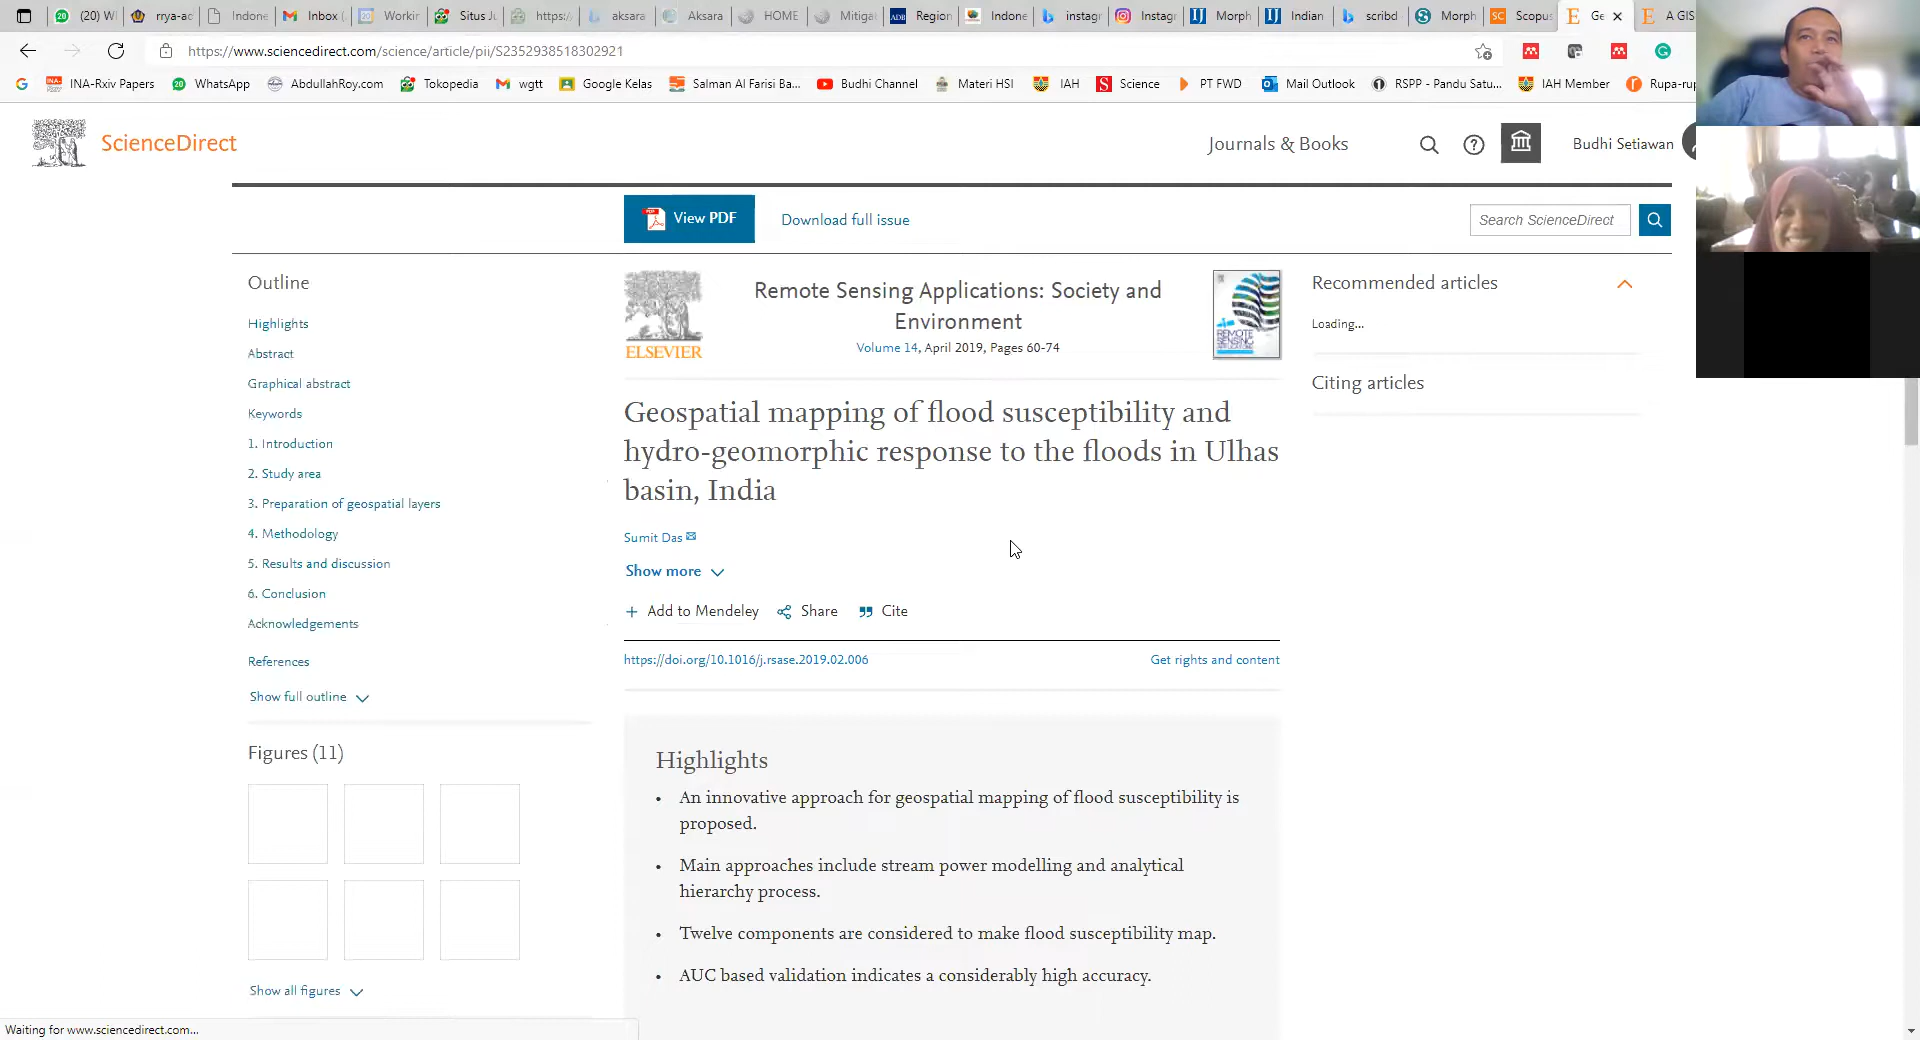 (20) W
rrya-ad
Indone
Inbox (
Workin
Situs Ju
https:/
aksara
Aksara
HOME
Mitiga
ADB
Region
Indone
instagr
Instag
IJ
Morph
IJ
Indian
scribd
Morph
SC
Scopus
E
Ge
E
A GIS
https://www.sciencedirect.com/science/article/pii/S2352938518302921
INA-Rxiv Papers
WhatsApp
AbdullahRoy.com
Tokopedia
wgtt
Google Kelas
Salman Al Farisi Ba...
Budhi Channel
Materi HSI
IAH
Science
PT FWD
Mail Outlook
RSPP - Pandu Satu...
IAH Member
Rupa-rup
ScienceDirect
Journals & Books
Budhi Setiawan
View PDF
Download full issue
Search ScienceDirect
Outline
Highlights
Abstract
Graphical abstract
Keywords
1. Introduction
2. Study area
3. Preparation of geospatial layers
4. Methodology
5. Results and discussion
6. Conclusion
Acknowledgements
References
Show full outline
Figures (11)
Show all figures
ELSEVIER
Remote Sensing Applications: Society and
Environment
Volume 14, April 2019, Pages 60-74
Geospatial mapping of flood susceptibility and
hydro-geomorphic response to the floods in Ulhas
basin, India
Sumit Das
Show more
Add to Mendeley
Share
Cite
https://doi.org/10.1016/j.rsase.2019.02.006
Get rights and content
Highlights
• An innovative approach for geospatial mapping of flood susceptibility is
proposed.
• Main approaches include stream power modelling and analytical
hierarchy process.
• Twelve components are considered to make flood susceptibility map.
• AUC based validation indicates a considerably high accuracy.
Recommended articles
Loading...
Citing articles
Waiting for www.sciencedirect.com...